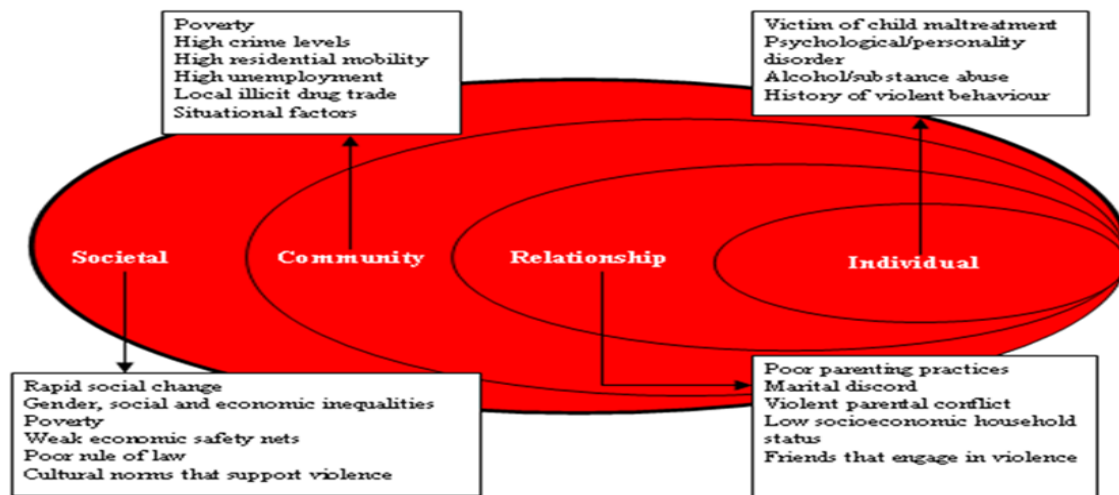 Poverty
High crime levels
High residential mobility
High unemployment
Local illicit drug trade
Situational factors
Victim of child maltreatment
Psychological/personality
disorder
Alcohol/substance abuse
History of violent behaviour
Societal
Community
Relationship
Individual
Rapid social change
Gender, social and economic inequalities
Poverty
Weak economic safety nets
Poor rule of law
Cultural norms that support violence
Poor parenting practices
Marital discord
Violent parental conflict
Low socioeconomic household
status
Friends that engage in violence